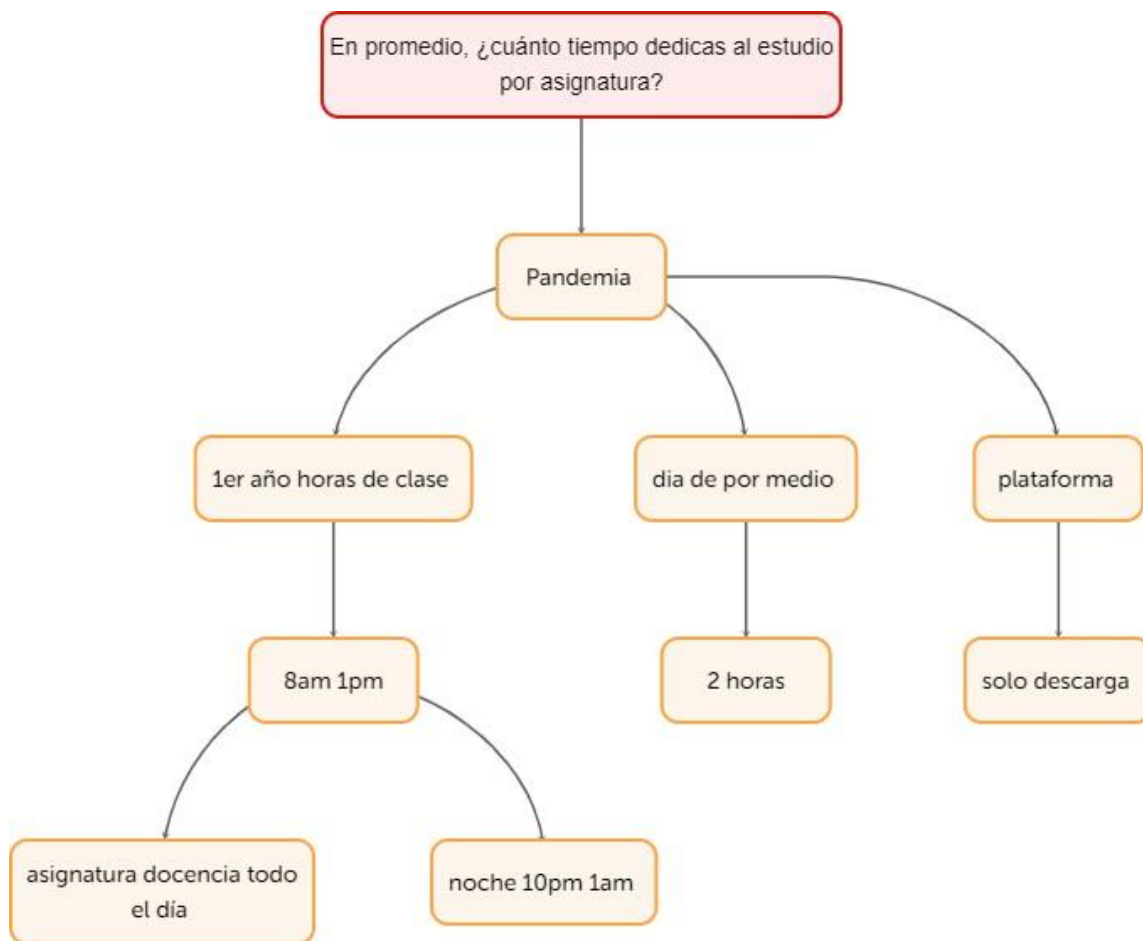 En promedio, ¿cuánto tiempo dedicas al estudio
por asignatura?
Pandemia
1er año horas de clase
dia de por medio
plataforma
8am 1pm
2 horas
solo descarga
asignatura docencia todo
el día
noche 10pm 1am